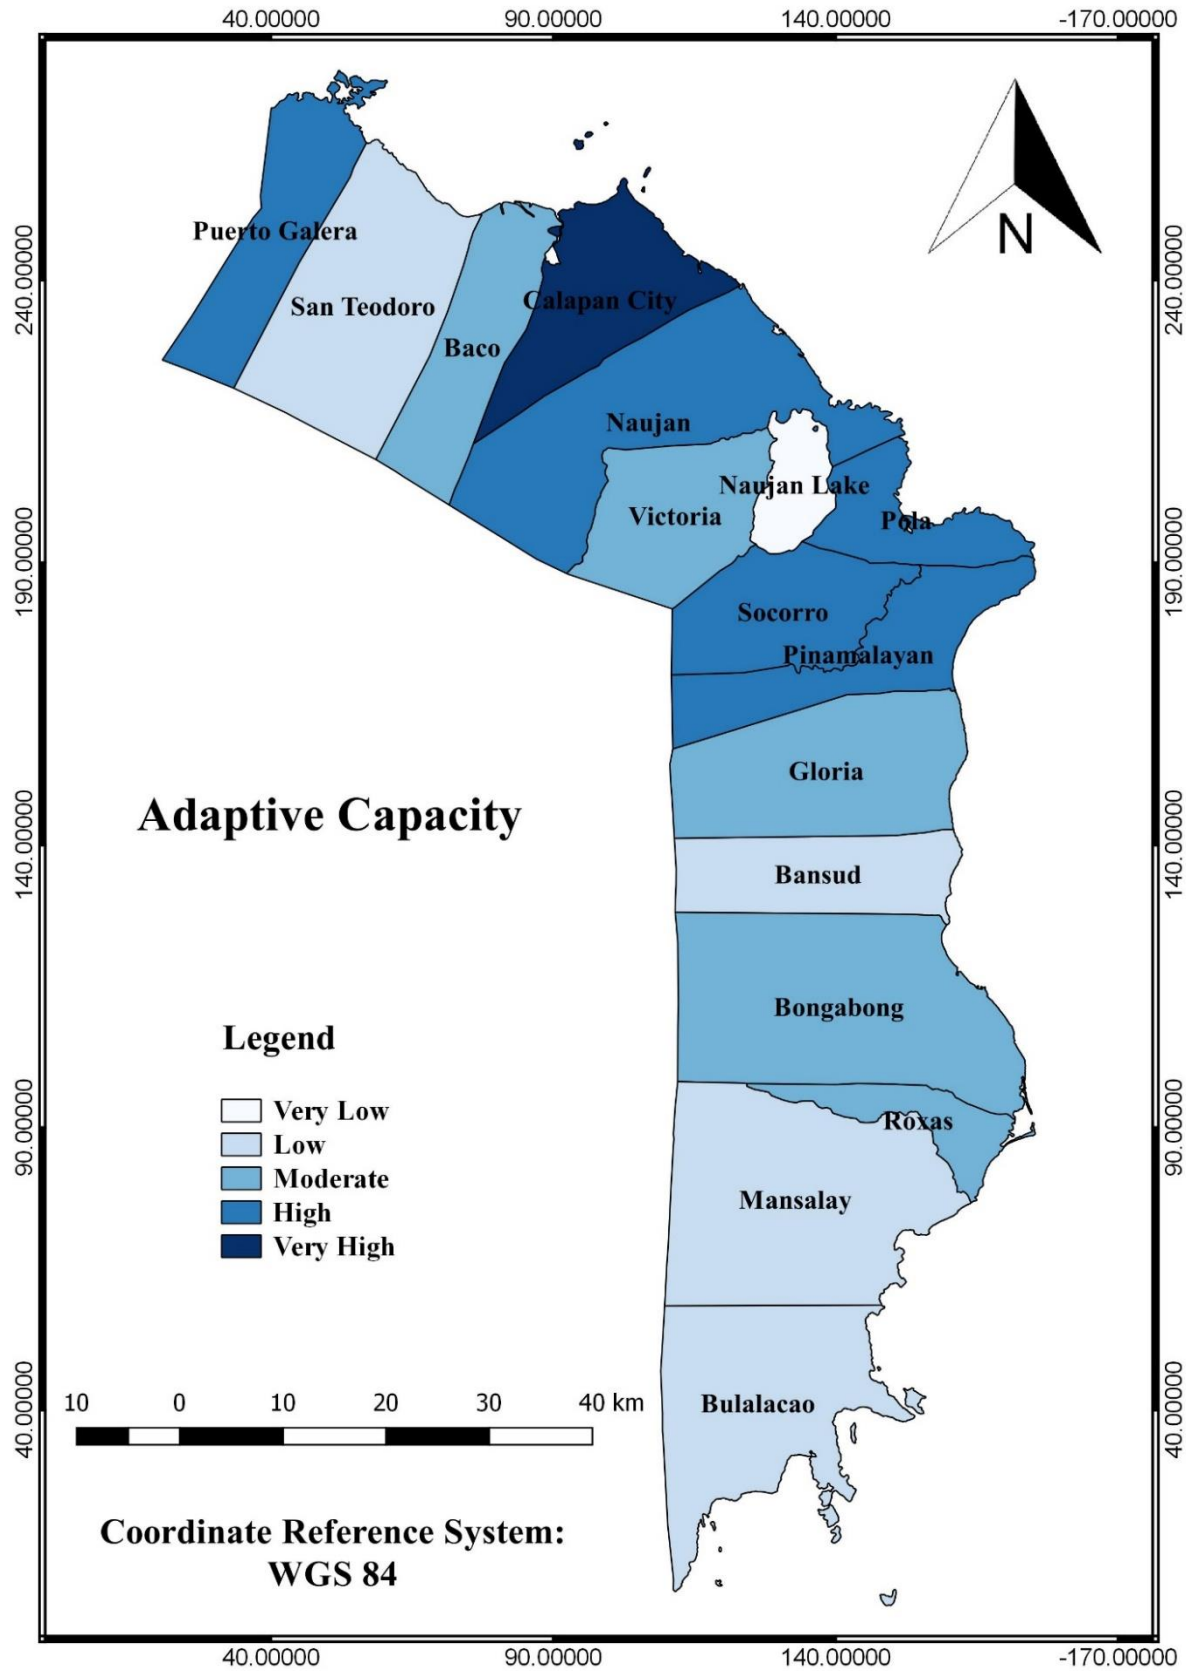 40.00000 90.00000 140.00000 -170.00000
N
240.00000
240.00000
Puerto Galera
San Teodoro
Calapan City
Baco
Naujan
Naujan Lake
Victoria
Pola
190.00000
190.00000
Socorro
Pinamalayan
Gloria
Adaptive Capacity
140.00000
140.00000
Bansud
Bongabong
Legend
Very Low
Low
Moderate
High
Very High
90.00000
90.00000
Roxas
Mansalay
Bulalacao
40.00000
40.00000
10 0 10 20 30 40 km
Coordinate Reference System:
WGS 84
40.00000 90.00000 140.00000 -170.00000